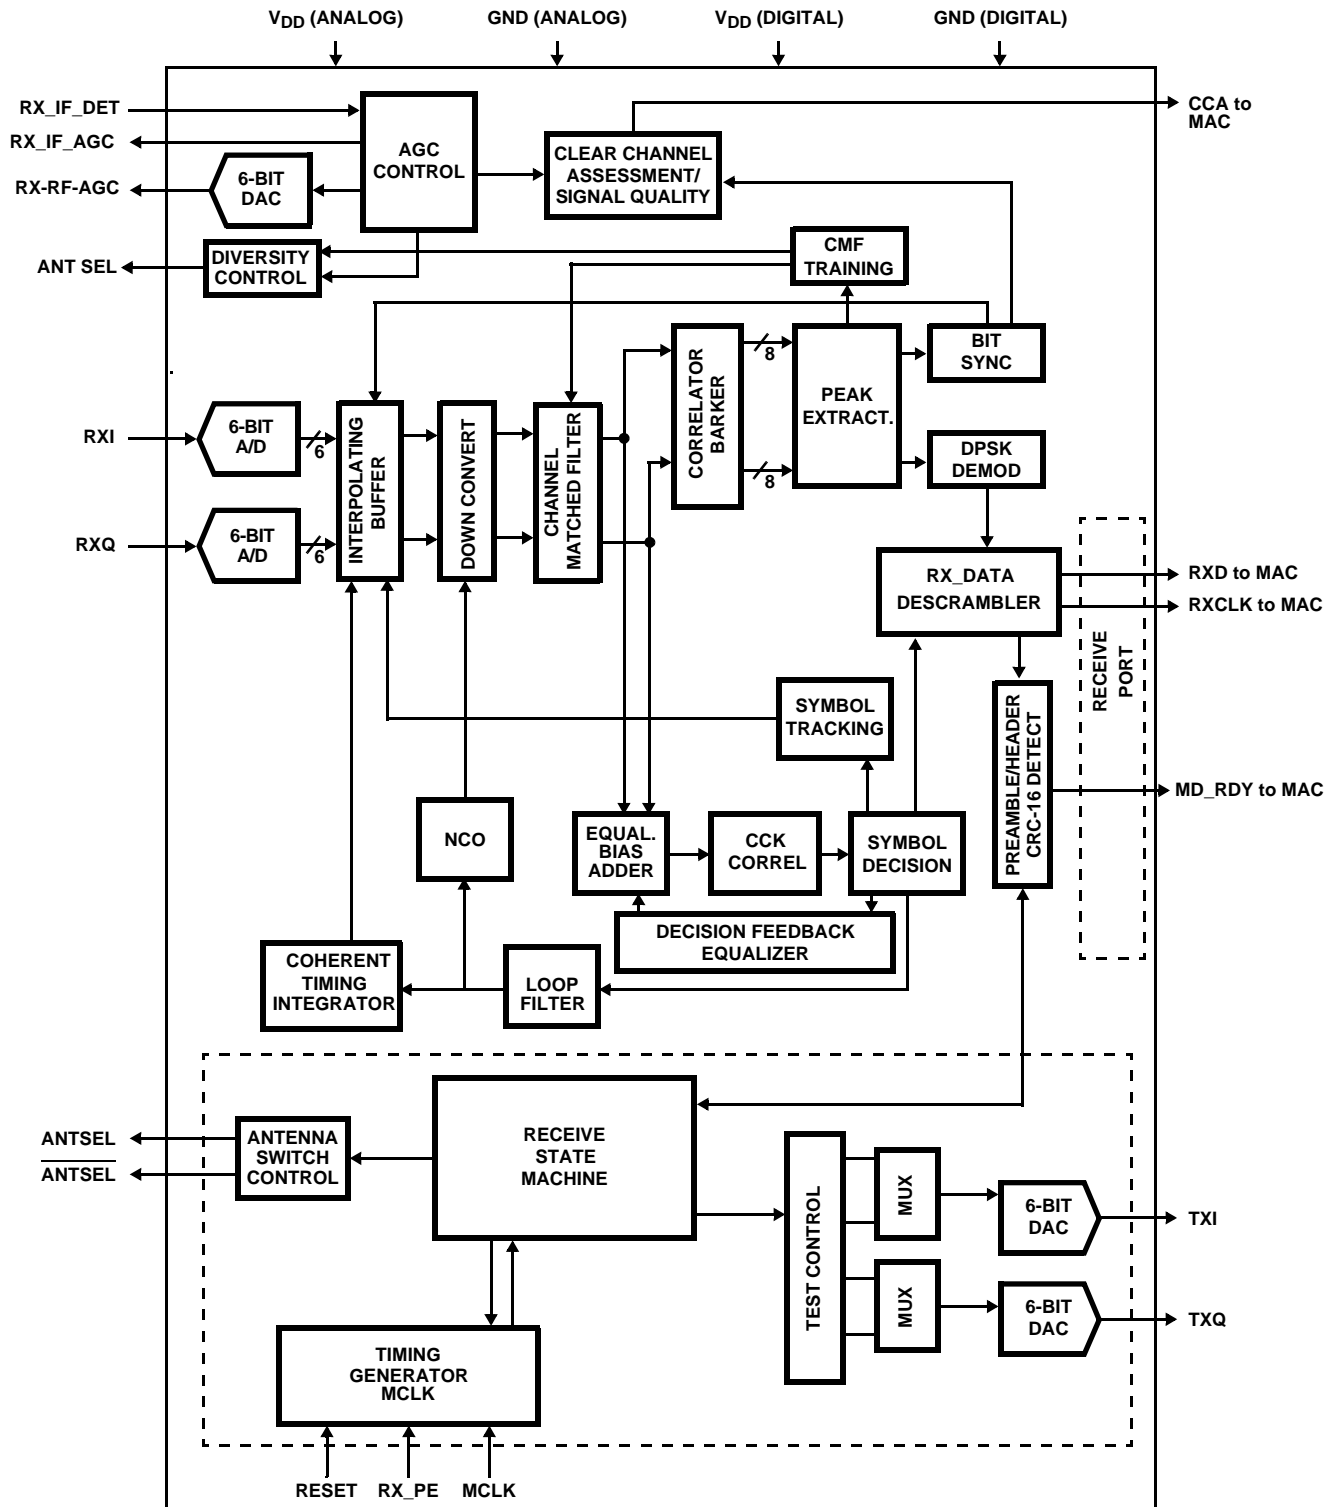 VDD (ANALOG)
GND (ANALOG)
VDD (DIGITAL)
GND (DIGITAL)
RX_IF_DET
RX_IF_AGC
RX-RF-AGC
6-BIT
DAC
AGC
CONTROL
CLEAR CHANNEL
ASSESSMENT/
SIGNAL QUALITY
CCA to
MAC
ANT SEL
DIVERSITY
CONTROL
CMF
TRAINING
BIT
SYNC
RXI
6-BIT
A/D
6
INTERPOLATING
BUFFER
DOWN CONVERT
CHANNEL
MATCHED FILTER
CORRELATOR
BARKER
8
8
PEAK
EXTRACT.
DPSK
DEMOD
RXQ
6-BIT
A/D
6
RX_DATA
DESCRAMBLER
RXD to MAC
RXCLK to MAC
RECEIVE
PORT
SYMBOL
TRACKING
PREAMBLE/HEADER
CRC-16 DETECT
MD_RDY to MAC
NCO
EQUAL.
BIAS
ADDER
CCK
CORREL
SYMBOL
DECISION
DECISION FEEDBACK
EQUALIZER
COHERENT
TIMING
INTEGRATOR
LOOP
FILTER
ANTSEL
ANTSEL
ANTENNA
SWITCH
CONTROL
RECEIVE
STATE
MACHINE
TEST CONTROL
MUX
6-BIT
DAC
TXI
MUX
6-BIT
DAC
TXQ
TIMING
GENERATOR
MCLK
RESET
RX_PE
MCLK